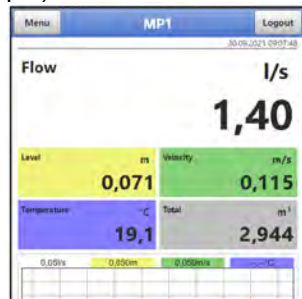 Menu MP1 Logout
30.09.2021 09:07:48
Flow l/s
1,40
Level m Velocity m/s
0,071 0,115
Temperature °C Total m³
19,1 2,944
0,05l/s 0,050m 0,050m/s -,--°C